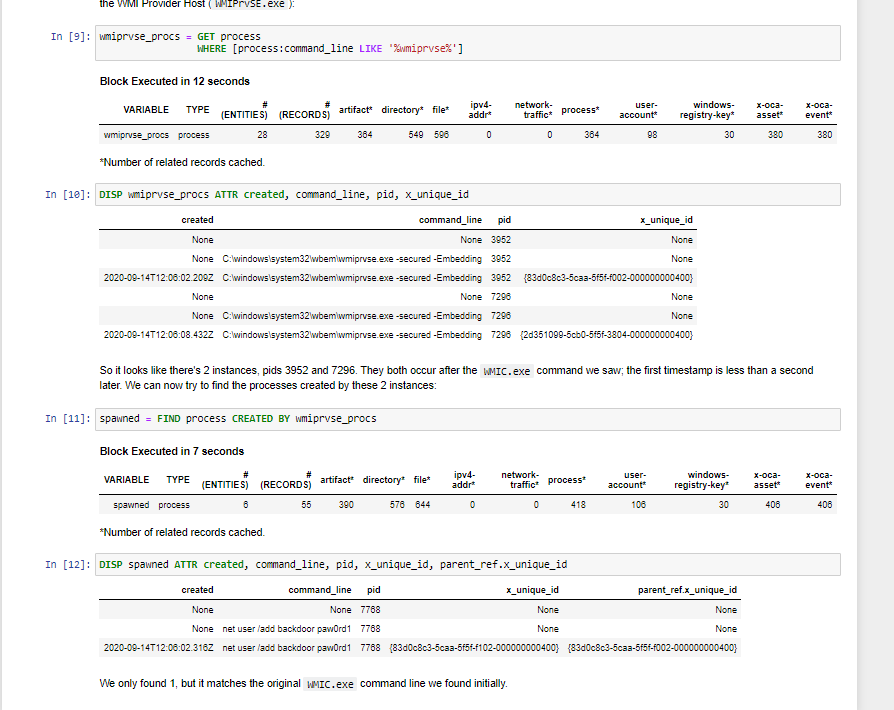 the WMI Provider Host ( WMIPrvSE.exe ):
In [9]: wmiprvse_procs = GET process
WHERE [process:command_line LIKE '%wmiprvse%']
Block Executed in 12 seconds
VARIABLE TYPE # (ENTITIES) # (RECORDS) artifact* directory* file* ipv4-addr* network-traffic* process* user-account* windows-registry-key* x-oca-asset* x-oca-event*
wmiprvse_procs process 28 329 364 549 596 0 0 364 98 30 380 380
*Number of related records cached.
In [10]: DISP wmiprvse_procs ATTR created, command_line, pid, x_unique_id
created command_line pid x_unique_id
None None 3952 None
None C:\windows\system32\wbem\wmiprvse.exe -secured -Embedding 3952 None
2020-09-14T12:06:02.209Z C:\windows\system32\wbem\wmiprvse.exe -secured -Embedding 3952 {83d0c8c3-5caa-5f5f-f002-000000000400}
None None 7296 None
None C:\windows\system32\wbem\wmiprvse.exe -secured -Embedding 7296 None
2020-09-14T12:06:08.432Z C:\windows\system32\wbem\wmiprvse.exe -secured -Embedding 7296 {2d351099-5cb0-5f5f-3804-000000000400}
So it looks like there's 2 instances, pids 3952 and 7296. They both occur after the WMIC.exe command we saw; the first timestamp is less than a second
later. We can now try to find the processes created by these 2 instances:
In [11]: spawned = FIND process CREATED BY wmiprvse_procs
Block Executed in 7 seconds
VARIABLE TYPE # (ENTITIES) # (RECORDS) artifact* directory* file* ipv4-addr* network-traffic* process* user-account* windows-registry-key* x-oca-asset* x-oca-event*
spawned process 6 55 390 576 644 0 0 418 106 30 406 406
*Number of related records cached.
In [12]: DISP spawned ATTR created, command_line, pid, x_unique_id, parent_ref.x_unique_id
created command_line pid x_unique_id parent_ref.x_unique_id
None None 7768 None None
None net user /add backdoor paw0rd1 7768 None None
2020-09-14T12:06:02.316Z net user /add backdoor paw0rd1 7768 {83d0c8c3-5caa-5f5f-f102-000000000400} {83d0c8c3-5caa-5f5f-f002-000000000400}
We only found 1, but it matches the original WMIC.exe command line we found initially.